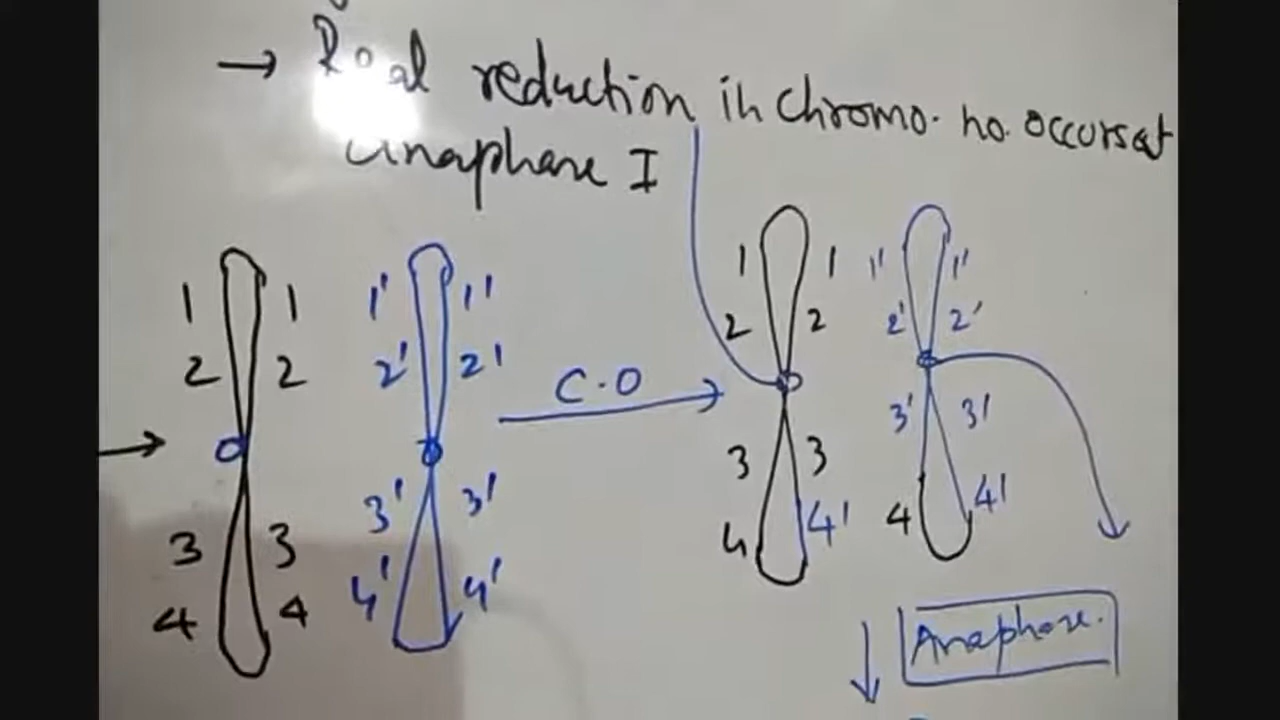 → Real reduction in chromo. no. occurs at
anaphase I
1 1 1' 1'
2 2 2' 2'
3 3 3' 3'
4 4 4' 4'
C.O
1 1 1' 1'
2 2 2' 2'
3 3 3' 3'
4 4' 4 4'
Anaphase.